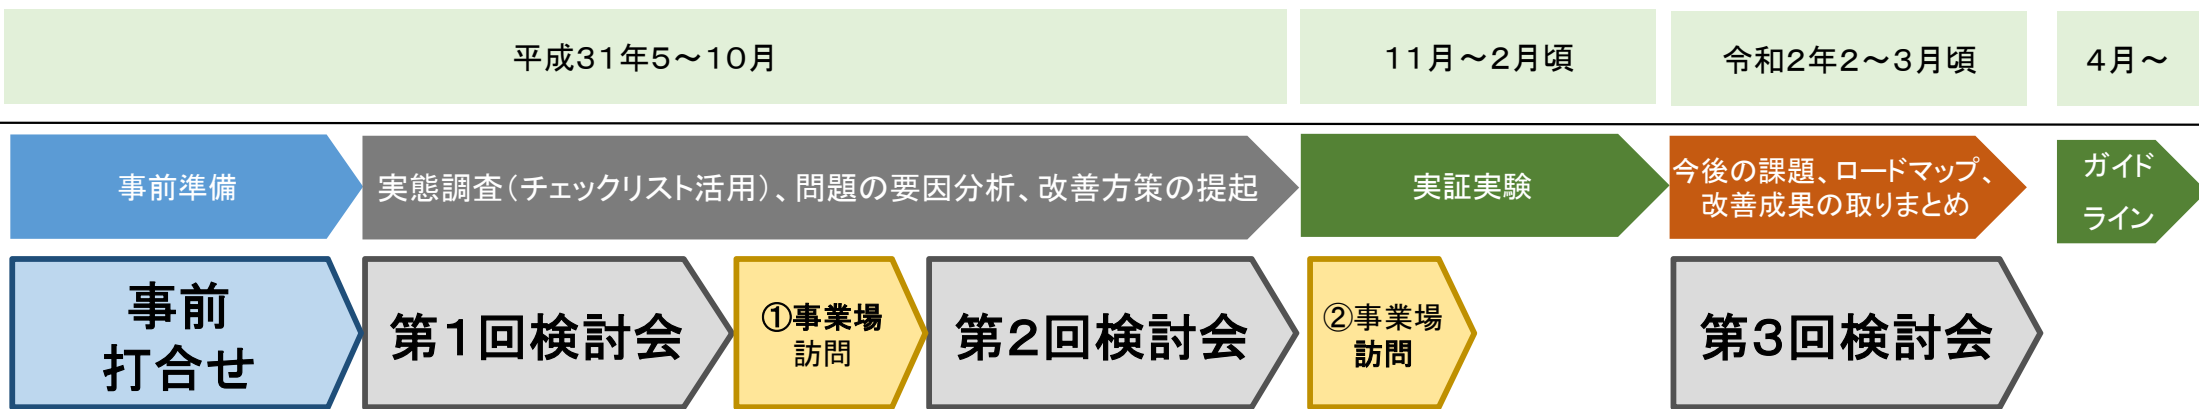 平成31年5～10月
11月～2月頃
令和2年2～3月頃
4月～
事前準備
実態調査(チェックリスト活用)、問題の要因分析、改善方策の提起
実証実験
今後の課題、ロードマップ、
改善成果の取りまとめ
ガイド
ライン
事前
打合せ
第1回検討会
①事業場
訪問
第2回検討会
②事業場
訪問
第3回検討会